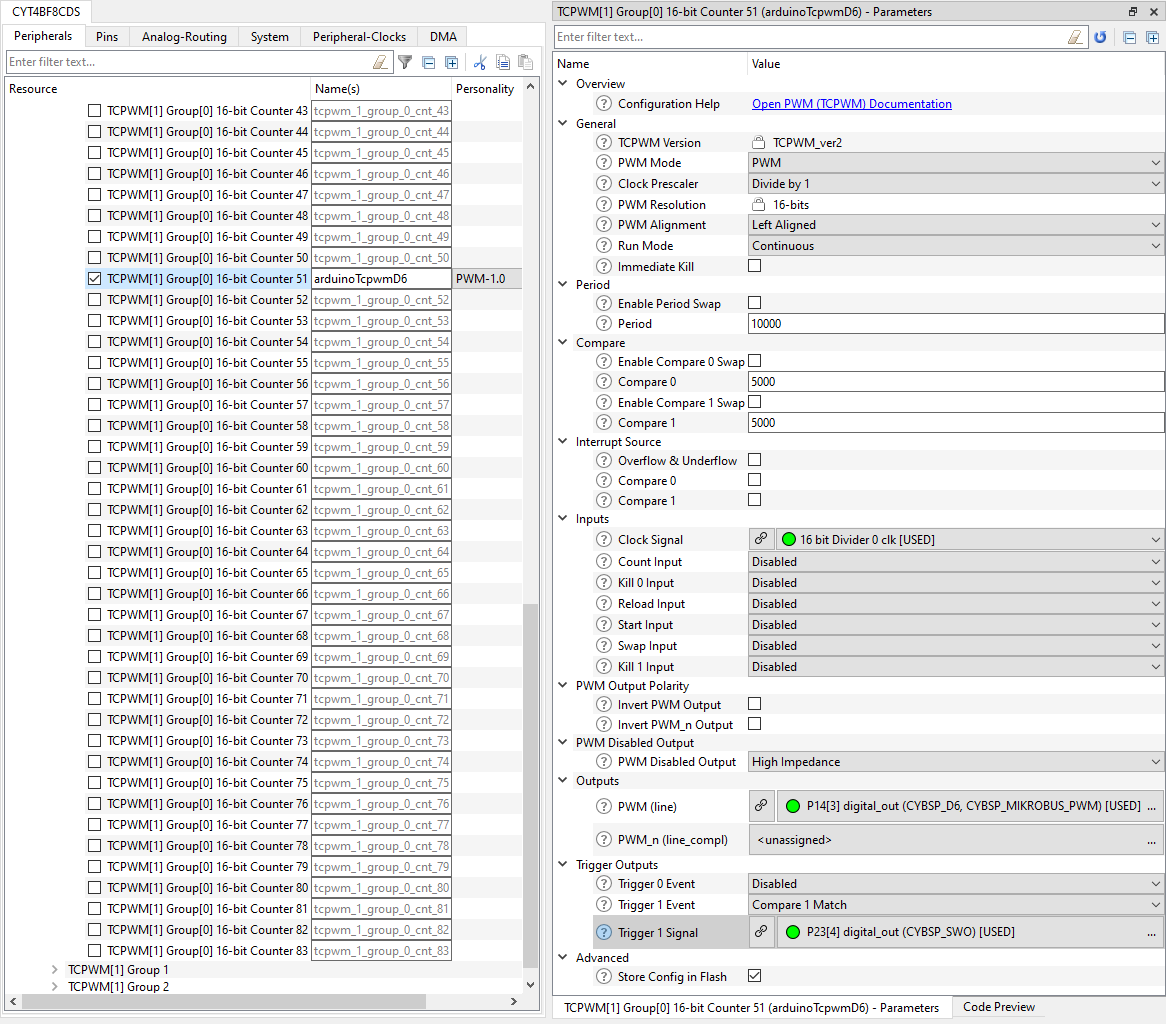 CYT4BF8CDS
Peripherals Pins Analog-Routing System Peripheral-Clocks DMA
Enter filter text...
Resource Name(s) Personality
TCPWM[1] Group[0] 16-bit Counter 43 tcpwm_1_group_0_cnt_43
TCPWM[1] Group[0] 16-bit Counter 44 tcpwm_1_group_0_cnt_44
TCPWM[1] Group[0] 16-bit Counter 45 tcpwm_1_group_0_cnt_45
TCPWM[1] Group[0] 16-bit Counter 46 tcpwm_1_group_0_cnt_46
TCPWM[1] Group[0] 16-bit Counter 47 tcpwm_1_group_0_cnt_47
TCPWM[1] Group[0] 16-bit Counter 48 tcpwm_1_group_0_cnt_48
TCPWM[1] Group[0] 16-bit Counter 49 tcpwm_1_group_0_cnt_49
TCPWM[1] Group[0] 16-bit Counter 50 tcpwm_1_group_0_cnt_50
TCPWM[1] Group[0] 16-bit Counter 51 arduinoTcpwmD6 PWM-1.0
TCPWM[1] Group[0] 16-bit Counter 52 tcpwm_1_group_0_cnt_52
TCPWM[1] Group[0] 16-bit Counter 53 tcpwm_1_group_0_cnt_53
TCPWM[1] Group[0] 16-bit Counter 54 tcpwm_1_group_0_cnt_54
TCPWM[1] Group[0] 16-bit Counter 55 tcpwm_1_group_0_cnt_55
TCPWM[1] Group[0] 16-bit Counter 56 tcpwm_1_group_0_cnt_56
TCPWM[1] Group[0] 16-bit Counter 57 tcpwm_1_group_0_cnt_57
TCPWM[1] Group[0] 16-bit Counter 58 tcpwm_1_group_0_cnt_58
TCPWM[1] Group[0] 16-bit Counter 59 tcpwm_1_group_0_cnt_59
TCPWM[1] Group[0] 16-bit Counter 60 tcpwm_1_group_0_cnt_60
TCPWM[1] Group[0] 16-bit Counter 61 tcpwm_1_group_0_cnt_61
TCPWM[1] Group[0] 16-bit Counter 62 tcpwm_1_group_0_cnt_62
TCPWM[1] Group[0] 16-bit Counter 63 tcpwm_1_group_0_cnt_63
TCPWM[1] Group[0] 16-bit Counter 64 tcpwm_1_group_0_cnt_64
TCPWM[1] Group[0] 16-bit Counter 65 tcpwm_1_group_0_cnt_65
TCPWM[1] Group[0] 16-bit Counter 66 tcpwm_1_group_0_cnt_66
TCPWM[1] Group[0] 16-bit Counter 67 tcpwm_1_group_0_cnt_67
TCPWM[1] Group[0] 16-bit Counter 68 tcpwm_1_group_0_cnt_68
TCPWM[1] Group[0] 16-bit Counter 69 tcpwm_1_group_0_cnt_69
TCPWM[1] Group[0] 16-bit Counter 70 tcpwm_1_group_0_cnt_70
TCPWM[1] Group[0] 16-bit Counter 71 tcpwm_1_group_0_cnt_71
TCPWM[1] Group[0] 16-bit Counter 72 tcpwm_1_group_0_cnt_72
TCPWM[1] Group[0] 16-bit Counter 73 tcpwm_1_group_0_cnt_73
TCPWM[1] Group[0] 16-bit Counter 74 tcpwm_1_group_0_cnt_74
TCPWM[1] Group[0] 16-bit Counter 75 tcpwm_1_group_0_cnt_75
TCPWM[1] Group[0] 16-bit Counter 76 tcpwm_1_group_0_cnt_76
TCPWM[1] Group[0] 16-bit Counter 77 tcpwm_1_group_0_cnt_77
TCPWM[1] Group[0] 16-bit Counter 78 tcpwm_1_group_0_cnt_78
TCPWM[1] Group[0] 16-bit Counter 79 tcpwm_1_group_0_cnt_79
TCPWM[1] Group[0] 16-bit Counter 80 tcpwm_1_group_0_cnt_80
TCPWM[1] Group[0] 16-bit Counter 81 tcpwm_1_group_0_cnt_81
TCPWM[1] Group[0] 16-bit Counter 82 tcpwm_1_group_0_cnt_82
TCPWM[1] Group[0] 16-bit Counter 83 tcpwm_1_group_0_cnt_83
TCPWM[1] Group 1
TCPWM[1] Group 2
TCPWM[1] Group[0] 16-bit Counter 51 (arduinoTcpwmD6) - Parameters
Enter filter text...
Name Value
Overview
Configuration Help Open PWM (TCPWM) Documentation
General
TCPWM Version TCPWM_ver2
PWM Mode PWM
Clock Prescaler Divide by 1
PWM Resolution 16-bits
PWM Alignment Left Aligned
Run Mode Continuous
Immediate Kill
Period
Enable Period Swap
Period 10000
Compare
Enable Compare 0 Swap
Compare 0 5000
Enable Compare 1 Swap
Compare 1 5000
Interrupt Source
Overflow & Underflow
Compare 0
Compare 1
Inputs
Clock Signal 16 bit Divider 0 clk [USED]
Count Input Disabled
Kill 0 Input Disabled
Reload Input Disabled
Start Input Disabled
Swap Input Disabled
Kill 1 Input Disabled
PWM Output Polarity
Invert PWM Output
Invert PWM_n Output
PWM Disabled Output
PWM Disabled Output High Impedance
Outputs
PWM (line) P14[3] digital_out (CYBSP_D6, CYBSP_MIKROBUS_PWM) [USED] ...
PWM_n (line_compl) <unassigned> ...
Trigger Outputs
Trigger 0 Event Disabled
Trigger 1 Event Compare 1 Match
Trigger 1 Signal P23[4] digital_out (CYBSP_SWO) [USED] ...
Advanced
Store Config in Flash
TCPWM[1] Group[0] 16-bit Counter 51 (arduinoTcpwmD6) - Parameters Code Preview